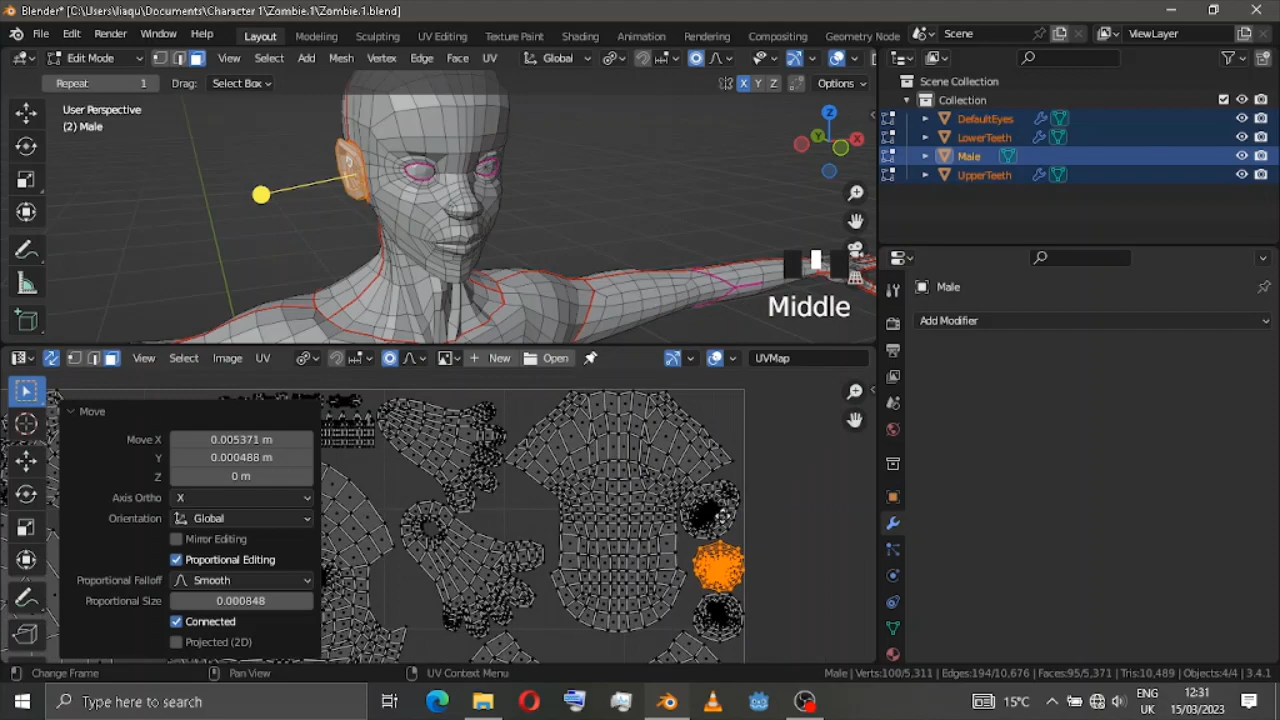 Blender* [C:\Users\liaqu\Documents\Character 1\Zombie.1\Zombie.1.blend]
File Edit Render Window Help Layout Modeling Sculpting UV Editing Texture Paint Shading Animation Rendering Compositing Geometry Node Scene ViewLayer
Edit Mode View Select Add Mesh Vertex Edge Face UV Global
Repeat 1 Drag: Select Box X Y Z Options
User Perspective
(2) Male
Z
Y X
Scene Collection
Collection
DefaultEyes
LowerTeeth
Male
UpperTeeth
Middle
Male
Add Modifier
View Select Image UV New Open UVMap
Move
Move X 0.005371 m
Y 0.000488 m
Z 0 m
Axis Ortho X
Orientation Global
Mirror Editing
Proportional Editing
Proportional Falloff Smooth
Proportional Size 0.000848
Connected
Projected (2D)
Change Frame Pan View UV Context Menu Male | Verts:100/5,311 | Edges:194/10,676 | Faces:95/5,371 | Tris:10,489 | Objects:4/4 | 3.4.1
Type here to search 15°C ENG UK 12:31 15/03/2023